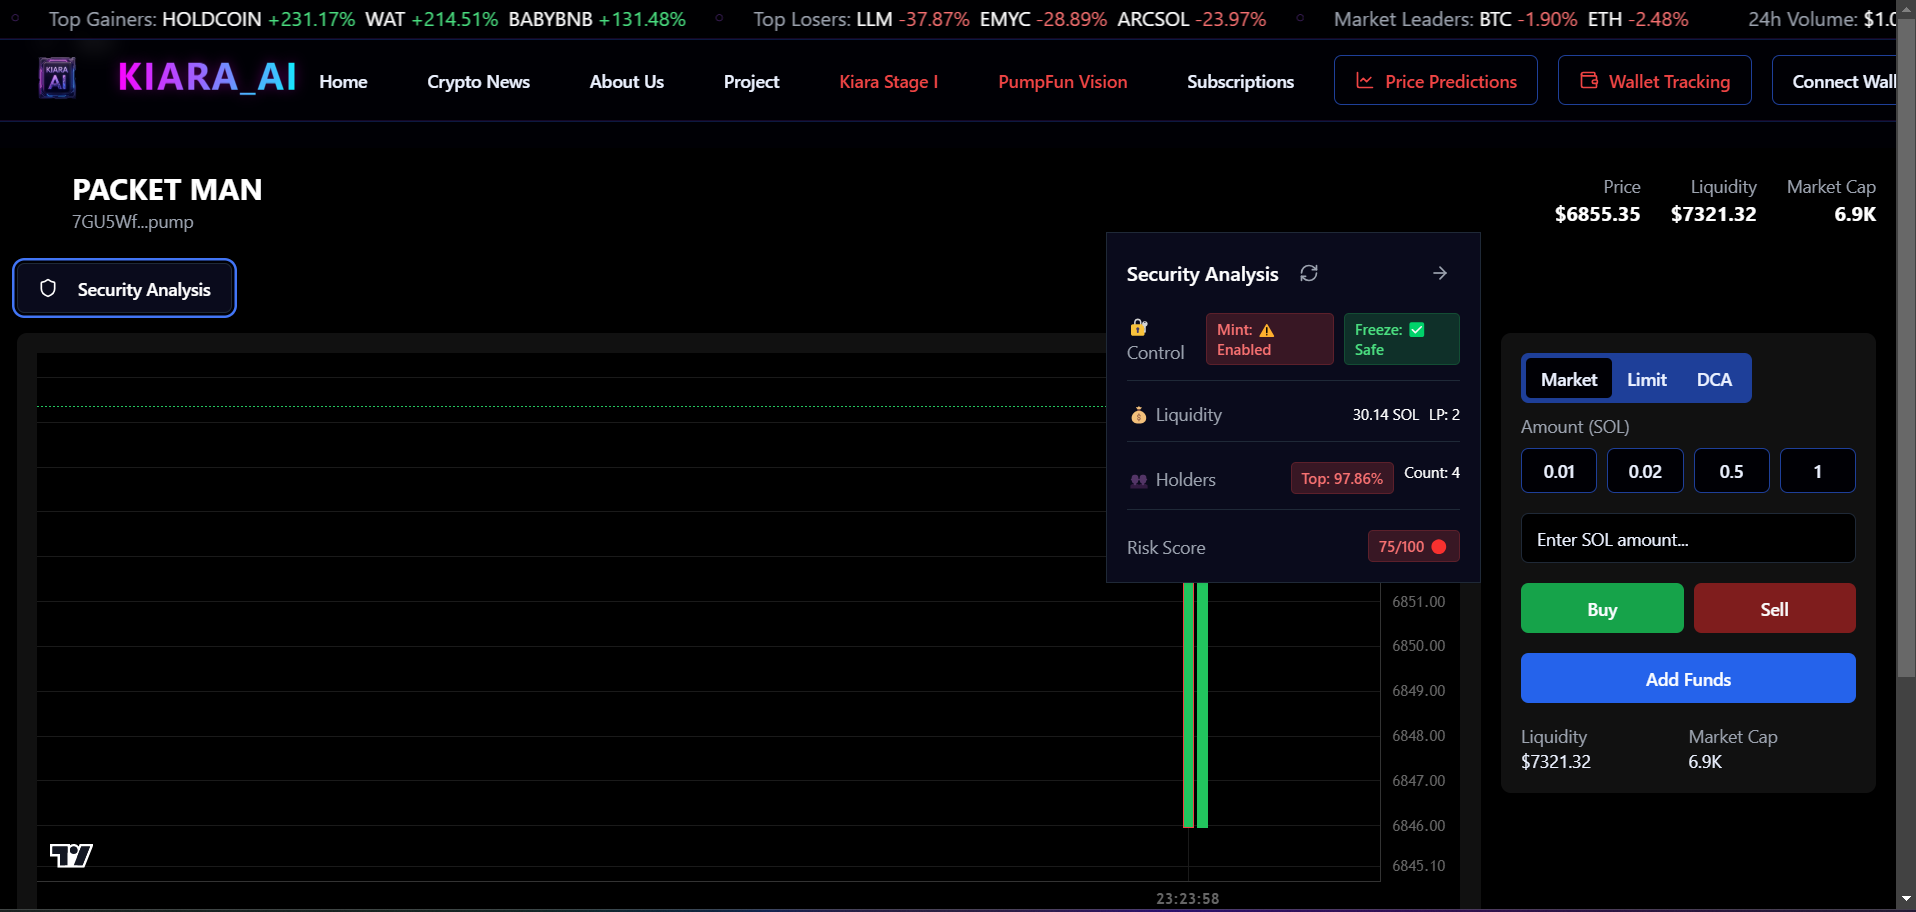 Top Gainers: HOLDCOIN +231.17% WAT +214.51% BABYBNB +131.48% Top Losers: LLM -37.87% EMYC -28.89% ARCSOL -23.97% Market Leaders: BTC -1.90% ETH -2.48% 24h Volume:
KIARA AI
KIARA_AI Home Crypto News About Us Project Kiara Stage I PumpFun Vision Subscriptions Price Predictions Wallet Tracking Connect Wall
PACKET MAN
7GU5Wf...pump
Price Liquidity Market Cap
$6855.35 $7321.32 6.9K
Security Analysis
Security Analysis
Control
Mint: ⚠️
Enabled
Freeze: ✅
Safe
Liquidity 30.14 SOL LP: 2
Holders Top: 97.86% Count: 4
Risk Score 75/100
6851.00
6850.00
6849.00
6848.00
6847.00
6846.00
6845.10
23:23:58
Market Limit DCA
Amount (SOL)
0.01 0.02 0.5 1
Enter SOL amount...
Buy Sell
Add Funds
Liquidity Market Cap
$7321.32 6.9K